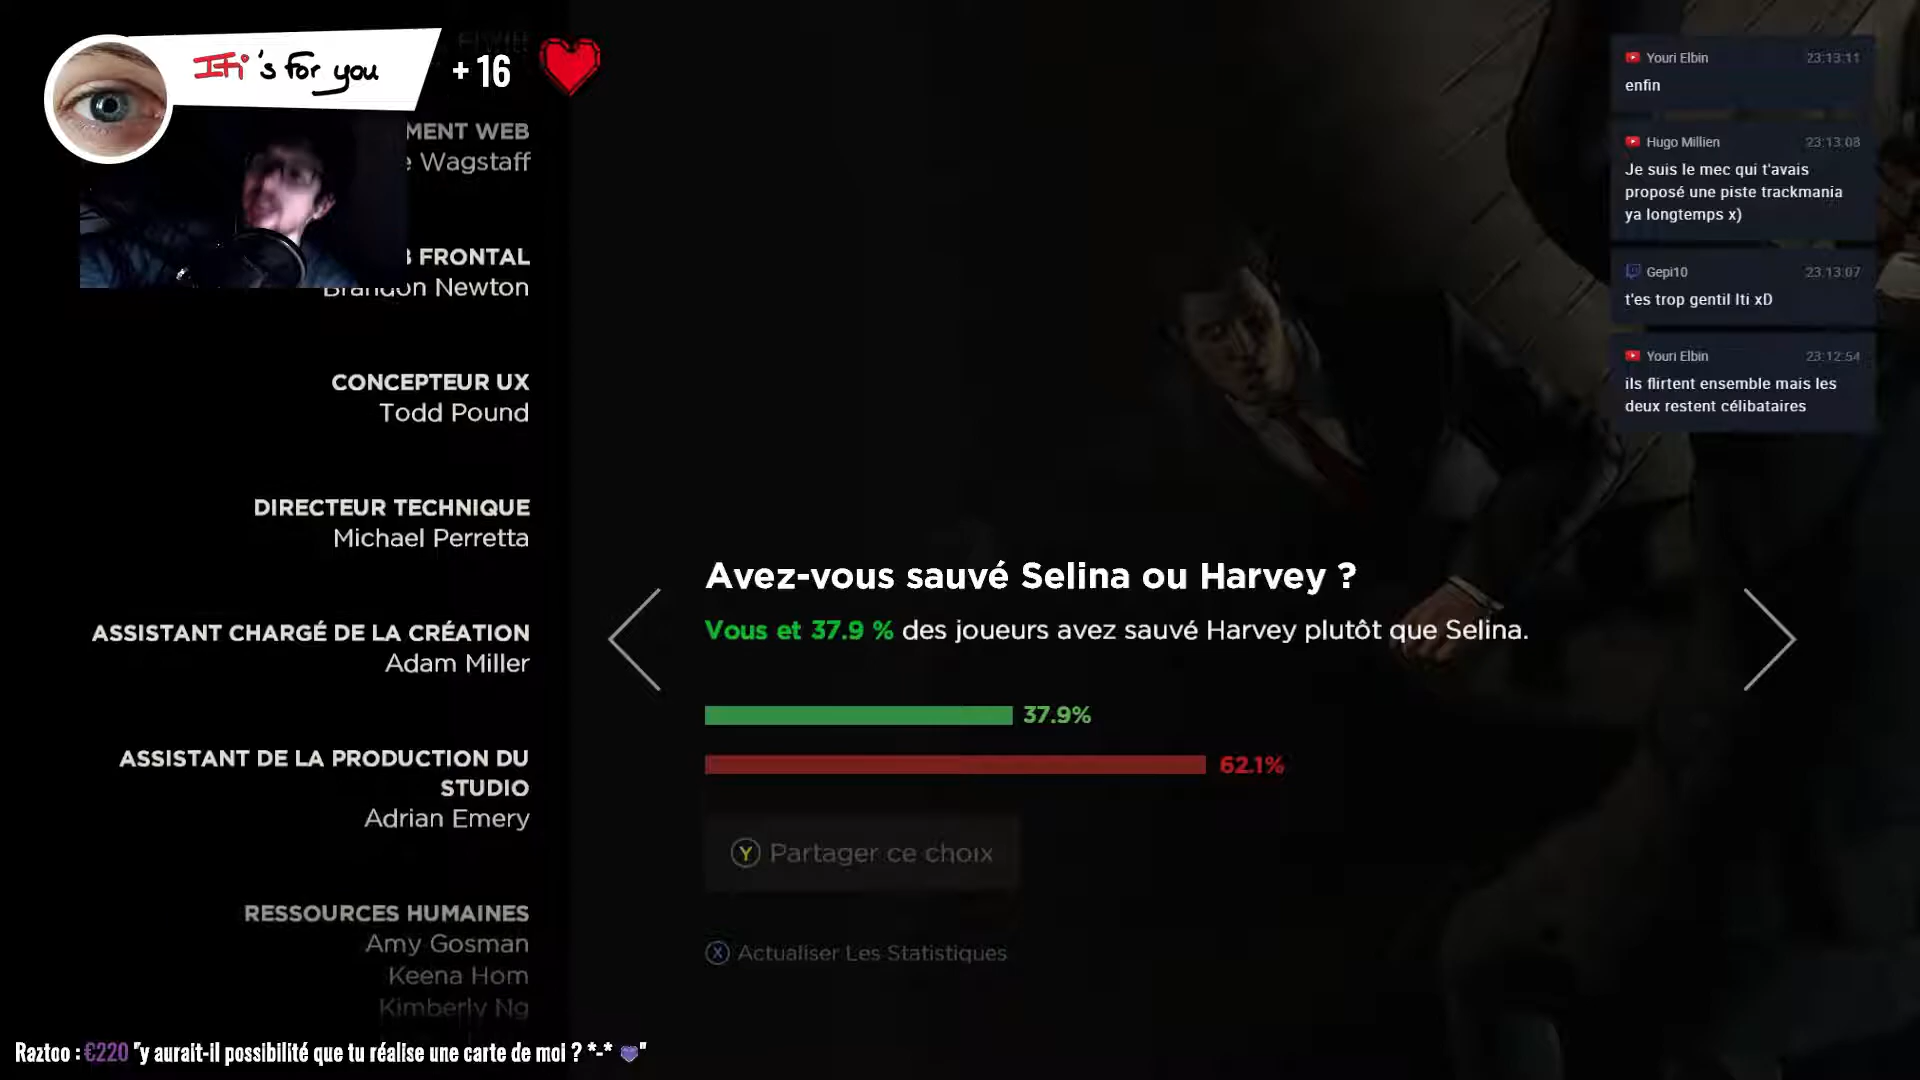 Iti's for you
+ 16
MENT WEB
e Wagstaff
B FRONTAL
Brandon Newton
CONCEPTEUR UX
Todd Pound
DIRECTEUR TECHNIQUE
Michael Perretta
ASSISTANT CHARGÉ DE LA CRÉATION
Adam Miller
ASSISTANT DE LA PRODUCTION DU
STUDIO
Adrian Emery
RESSOURCES HUMAINES
Amy Gosman
Keena Hom
Kimberly Ng
Avez-vous sauvé Selina ou Harvey ?
Vous et 37.9 % des joueurs avez sauvé Harvey plutôt que Selina.
37.9%
62.1%
Y Partager ce choix
X Actualiser Les Statistiques
Youri Elbin 23:13:11
enfin
Hugo Millien 23:13:08
Je suis le mec qui t'avais
proposé une piste trackmania
ya longtemps x)
Gepi10 23:13:07
t'es trop gentil Iti xD
Youri Elbin 23:12:54
ils flirtent ensemble mais les
deux restent célibataires
Raztoo : €220 "y aurait-il possibilité que tu réalise une carte de moi ? *-* 💜"